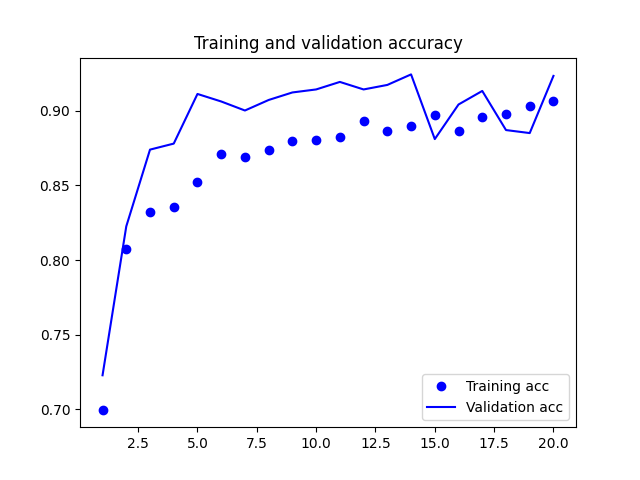 Training and validation accuracy
0.90
0.85
0.80
0.75
0.70
Training acc
Validation acc
2.5 5.0 7.5 10.0 12.5 15.0 17.5 20.0